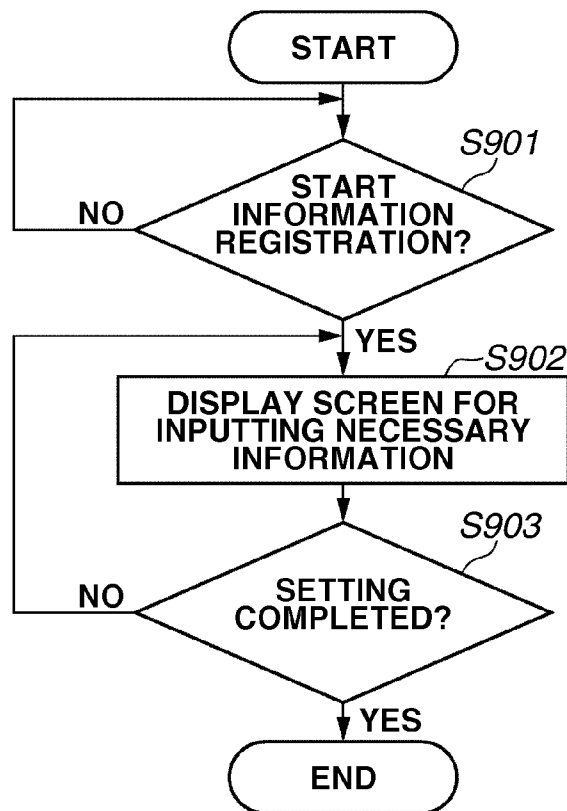 START
S901
START
INFORMATION
REGISTRATION?
NO
YES
S902
DISPLAY SCREEN FOR
INPUTTING NECESSARY
INFORMATION
S903
SETTING
COMPLETED?
NO
YES
END